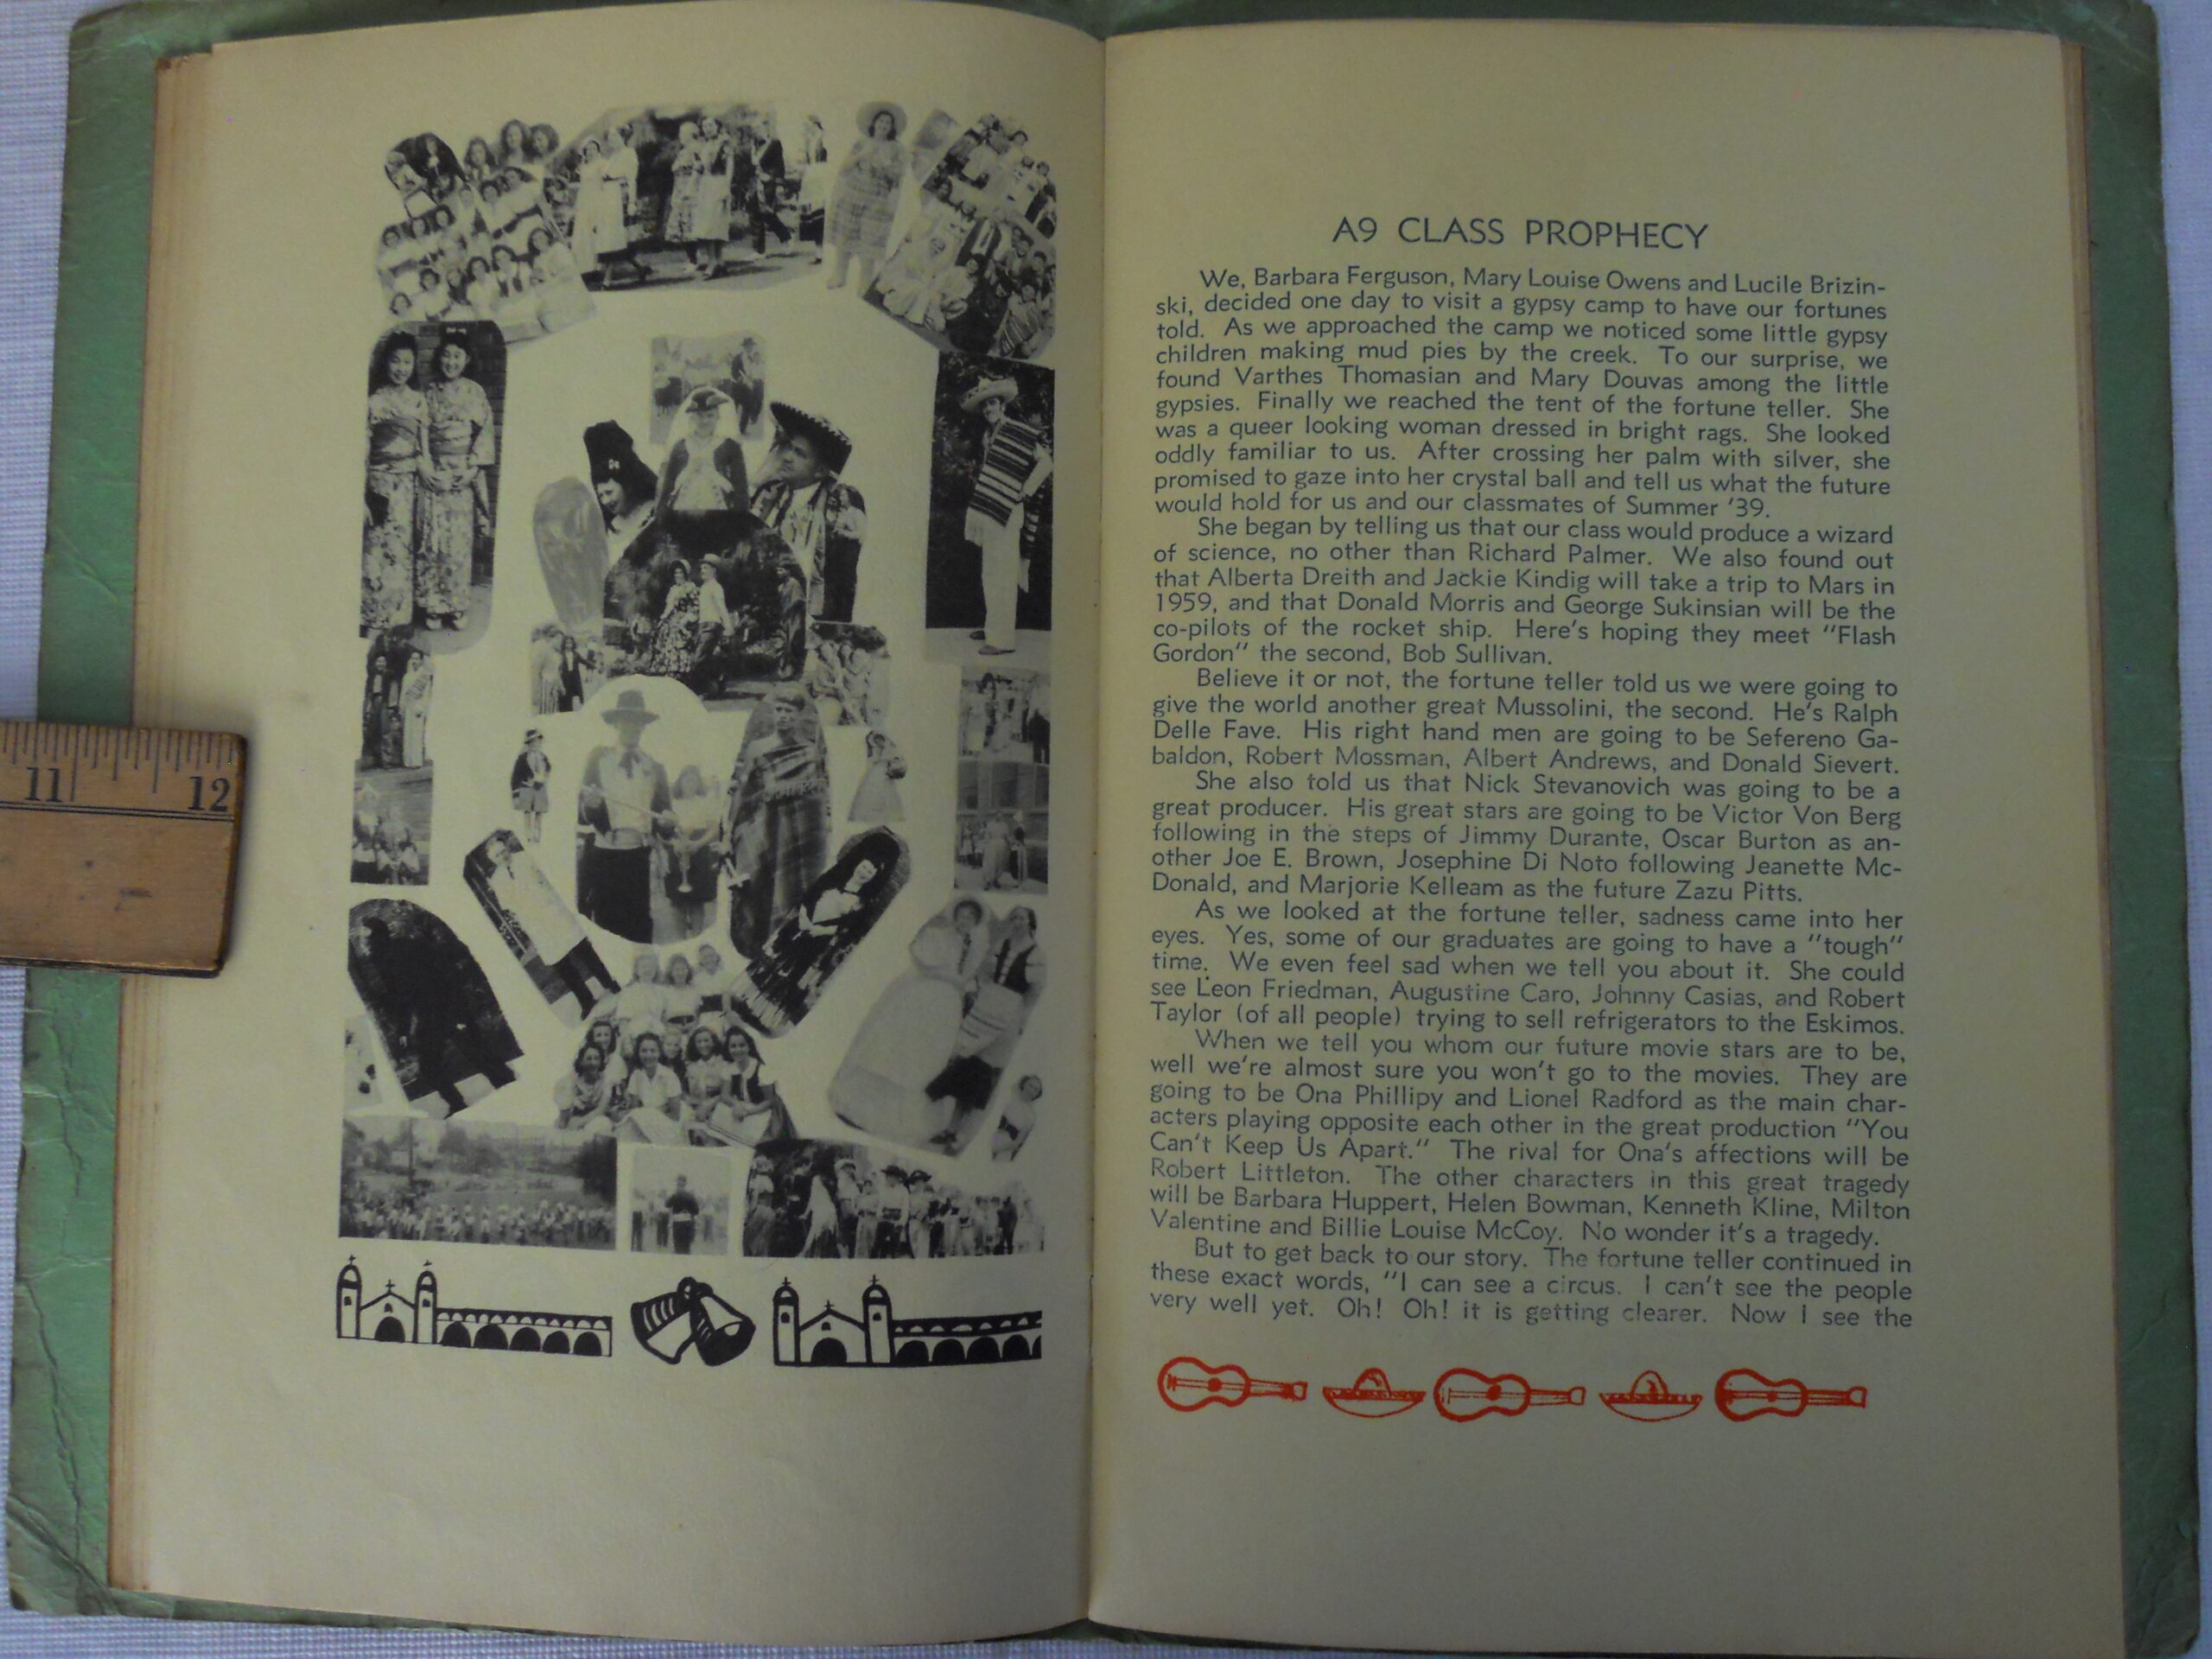 11 12
A9 CLASS PROPHECY
We, Barbara Ferguson, Mary Louise Owens and Lucile Brizin-
ski, decided one day to visit a gypsy camp to have our fortunes
told. As we approached the camp we noticed some little gypsy
children making mud pies by the creek. To our surprise, we
found Varthes Thomasian and Mary Douvas among the little
gypsies. Finally we reached the tent of the fortune teller. She
was a queer looking woman dressed in bright rags. She looked
oddly familiar to us. After crossing her palm with silver, she
promised to gaze into her crystal ball and tell us what the future
would hold for us and our classmates of Summer '39.
She began by telling us that our class would produce a wizard
of science, no other than Richard Palmer. We also found out
that Alberta Dreith and Jackie Kindig will take a trip to Mars in
1959, and that Donald Morris and George Sukinsian will be the
co-pilots of the rocket ship. Here's hoping they meet "Flash
Gordon" the second, Bob Sullivan.
Believe it or not, the fortune teller told us we were going to
give the world another great Mussolini, the second. He's Ralph
Delle Fave. His right hand men are going to be Sefereno Ga-
baldon, Robert Mossman, Albert Andrews, and Donald Sievert.
She also told us that Nick Stevanovich was going to be a
great producer. His great stars are going to be Victor Von Berg
following in the steps of Jimmy Durante, Oscar Burton as an-
other Joe E. Brown, Josephine Di Noto following Jeanette Mc-
Donald, and Marjorie Kelleam as the future Zazu Pitts.
As we looked at the fortune teller, sadness came into her
eyes. Yes, some of our graduates are going to have a "tough"
time. We even feel sad when we tell you about it. She could
see Leon Friedman, Augustine Caro, Johnny Casias, and Robert
Taylor (of all people) trying to sell refrigerators to the Eskimos.
When we tell you whom our future movie stars are to be,
well we're almost sure you won't go to the movies. They are
going to be Ona Phillipy and Lionel Radford as the main char-
acters playing opposite each other in the great production "You
Can't Keep Us Apart." The rival for Ona's affections will be
Robert Littleton. The other characters in this great tragedy
will be Barbara Huppert, Helen Bowman, Kenneth Kline, Milton
Valentine and Billie Louise McCoy. No wonder it's a tragedy.
But to get back to our story. The fortune teller continued in
these exact words, "I can see a circus. I can't see the people
very well yet. Oh! Oh! it is getting clearer. Now I see the